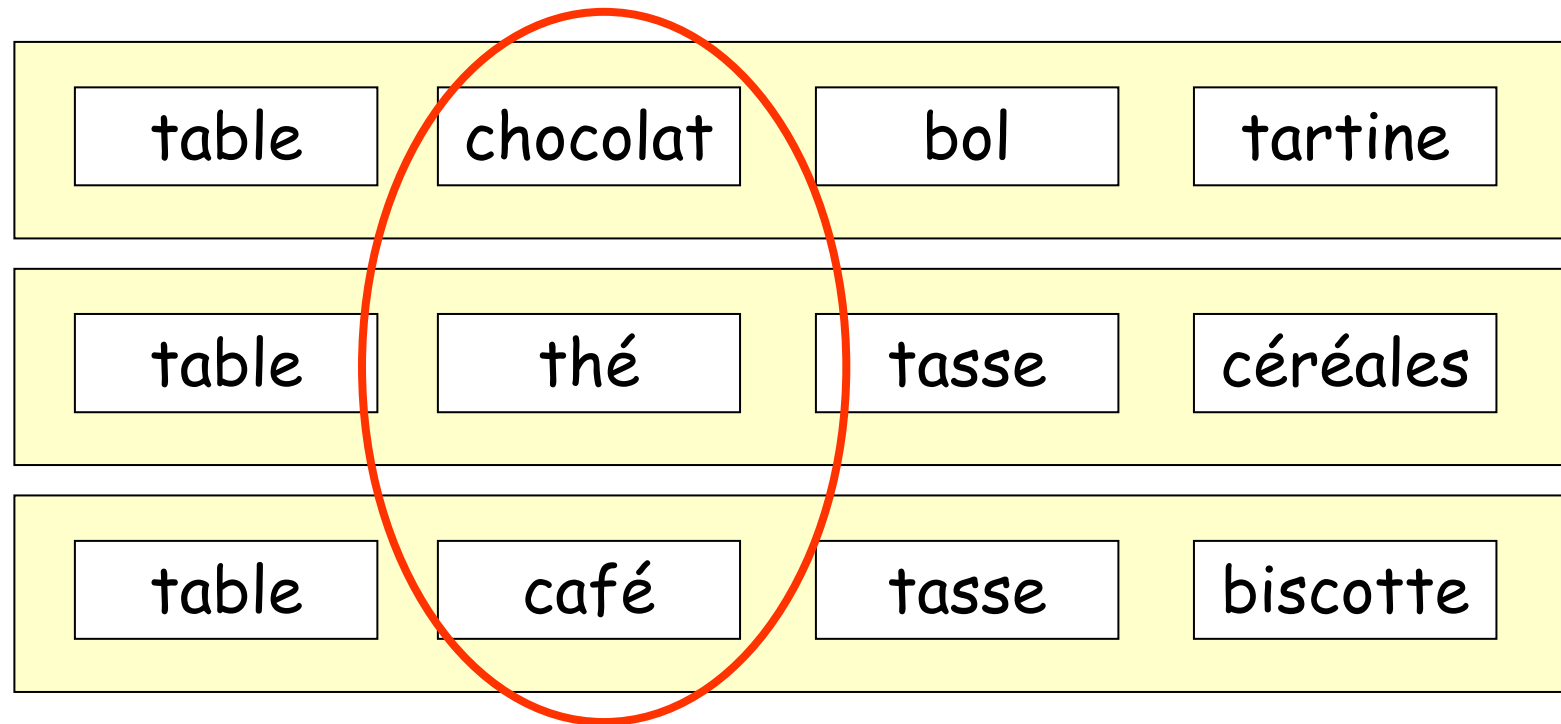 table chocolat bol tartine
table thé tasse céréales
table café tasse biscotte